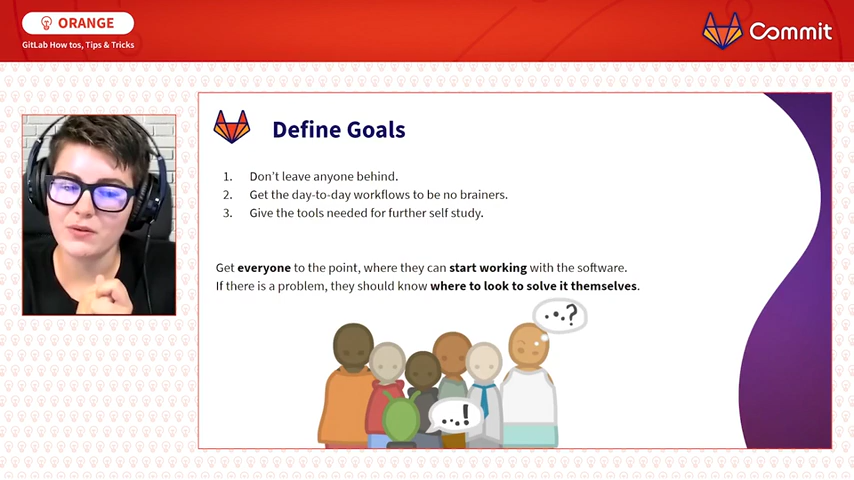 ORANGE
GitLab How tos, Tips & Tricks
Commit
Define Goals
1. Don't leave anyone behind.
2. Get the day-to-day workflows to be no brainers.
3. Give the tools needed for further self study.
Get everyone to the point, where they can start working with the software.
If there is a problem, they should know where to look to solve it themselves.
...?
...!